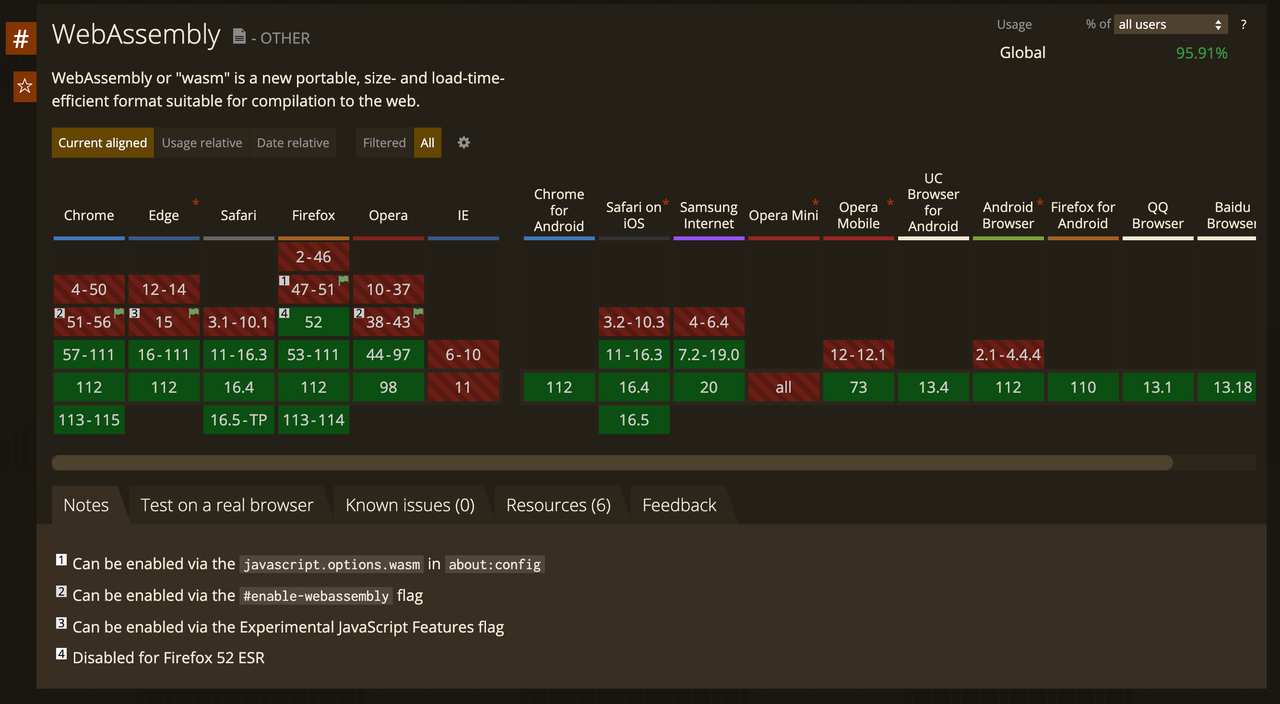 #
WebAssembly - OTHER
Usage % of all users ?
Global 95.91%
WebAssembly or "wasm" is a new portable, size- and load-time-
efficient format suitable for compilation to the web.
Current aligned Usage relative Date relative Filtered All
Chrome Edge * Safari Firefox Opera IE
Chrome
for
Android
Safari on *
iOS
Samsung
Internet
Opera Mini *
Opera *
Mobile
UC
Browser
for
Android
Android *
Browser
Firefox for
Android
QQ
Browser
Baidu
Browser
2-46
4-50 12-14 1 47-51 10-37
2 51-56 3 15 3.1-10.1 4 52 2 38-43 3.2-10.3 4-6.4
57-111 16-111 11-16.3 53-111 44-97 6-10 11-16.3 7.2-19.0 12-12.1 2.1-4.4.4
112 112 16.4 112 98 11 112 16.4 20 all 73 13.4 112 110 13.1 13.18
113-115 16.5-TP 113-114 16.5
Notes Test on a real browser Known issues (0) Resources (6) Feedback
1 Can be enabled via the javascript.options.wasm in about:config
2 Can be enabled via the #enable-webassembly flag
3 Can be enabled via the Experimental JavaScript Features flag
4 Disabled for Firefox 52 ESR